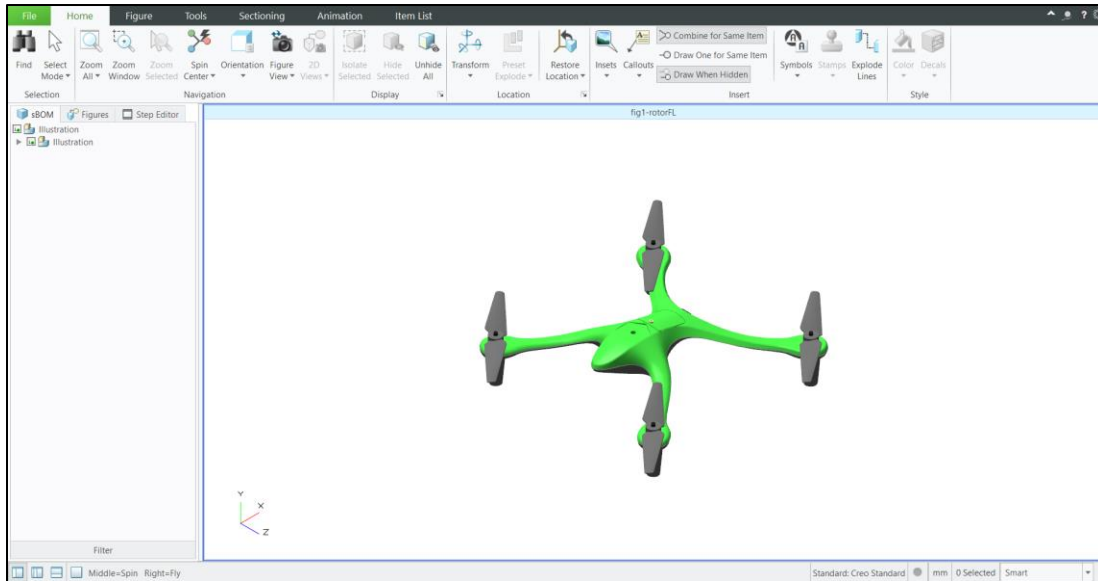 File Home Figure Tools Sectioning Animation Item List ?
Find Select Mode Zoom All Zoom Window Zoom Selected Spin Center Orientation Figure View 2D Views Isolate Selected Hide Selected Unhide All Transform Preset Explode Restore Location Insets Callouts Combine for Same Item Draw One for Same Item Draw When Hidden Symbols Stamps Explode Lines Color Decals
Selection Navigation Display Location Insert Style
sBOM Figures Step Editor fig1-rotorFL
Illustration
Illustration
Y
X
Z
Filter
Middle=Spin Right=Fly Standard: Creo Standard mm 0 Selected Smart